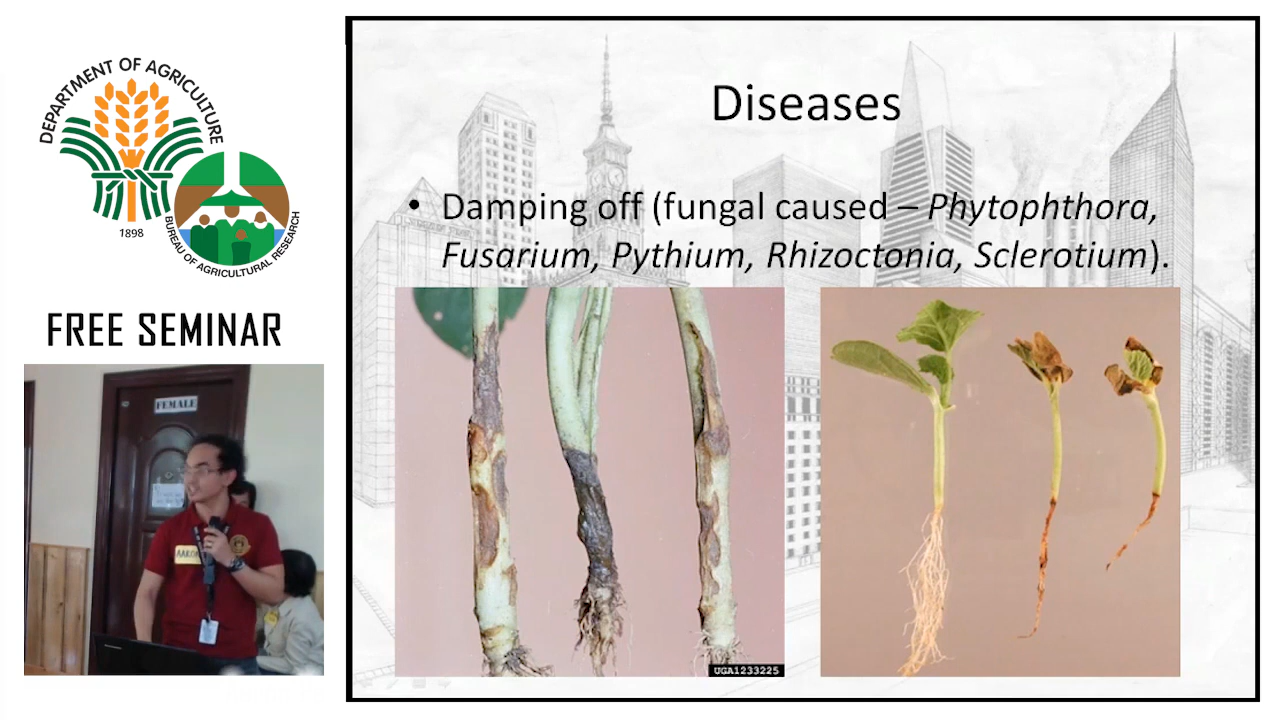 DEPARTMENT OF AGRICULTURE
1898
BUREAU OF AGRICULTURAL RESEARCH
FREE SEMINAR
FEMALE
AARON
Diseases
• Damping off (fungal caused – Phytophthora,
Fusarium, Pythium, Rhizoctonia, Sclerotium).
UGA1233225